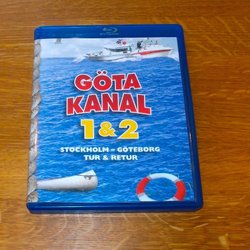 GÖTA
KANAL
1 & 2
STOCKHOLM – GÖTEBORG
TUR & RETUR